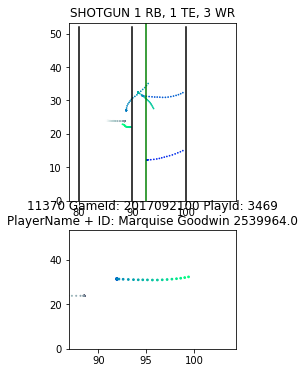 SHOTGUN 1 RB, 1 TE, 3 WR
50
40
30
20
10
0
80 90 100
11370 GameId: 2017092100 PlayId: 3469
PlayerName + ID: Marquise Goodwin 2539964.0
40
20
0
90 95 100